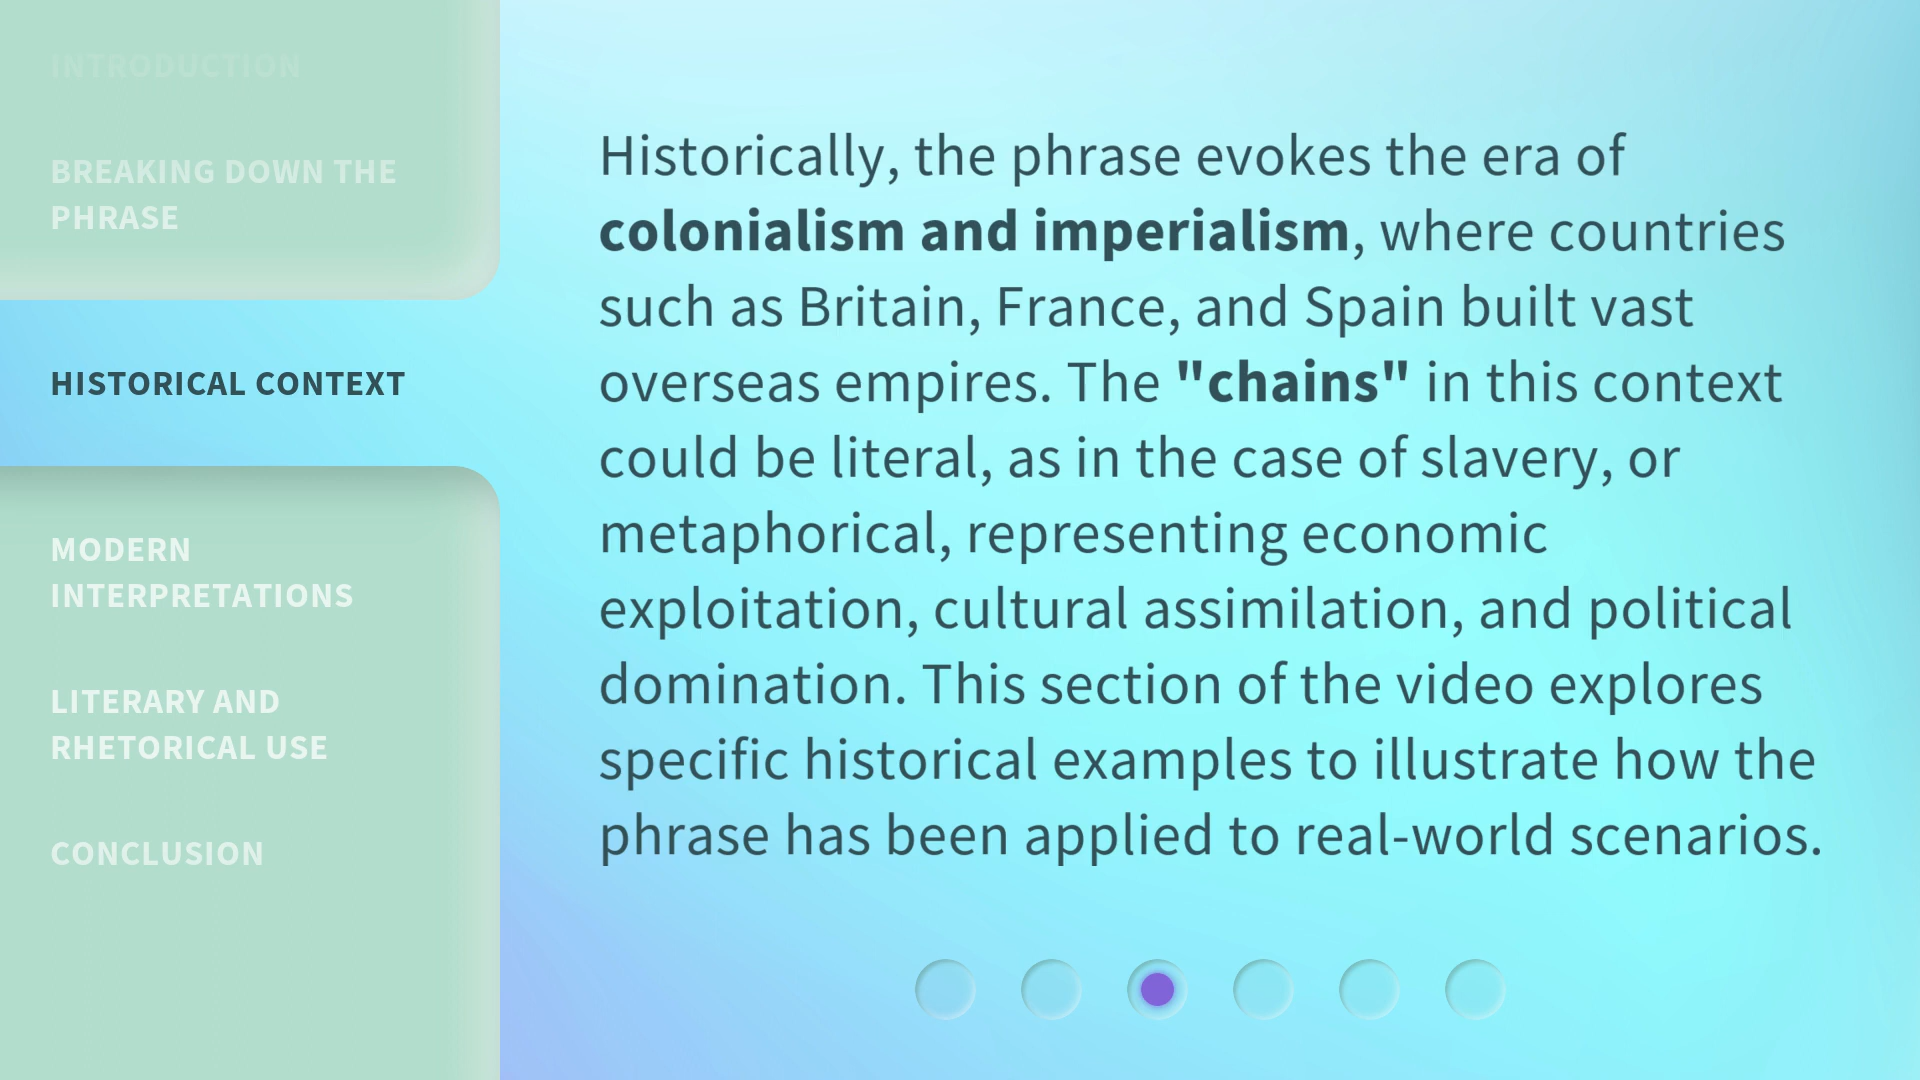 INTRODUCTION
BREAKING DOWN THE
PHRASE
HISTORICAL CONTEXT
MODERN
INTERPRETATIONS
LITERARY AND
RHETORICAL USE
CONCLUSION
Historically, the phrase evokes the era of
colonialism and imperialism, where countries
such as Britain, France, and Spain built vast
overseas empires. The "chains" in this context
could be literal, as in the case of slavery, or
metaphorical, representing economic
exploitation, cultural assimilation, and political
domination. This section of the video explores
specific historical examples to illustrate how the
phrase has been applied to real-world scenarios.